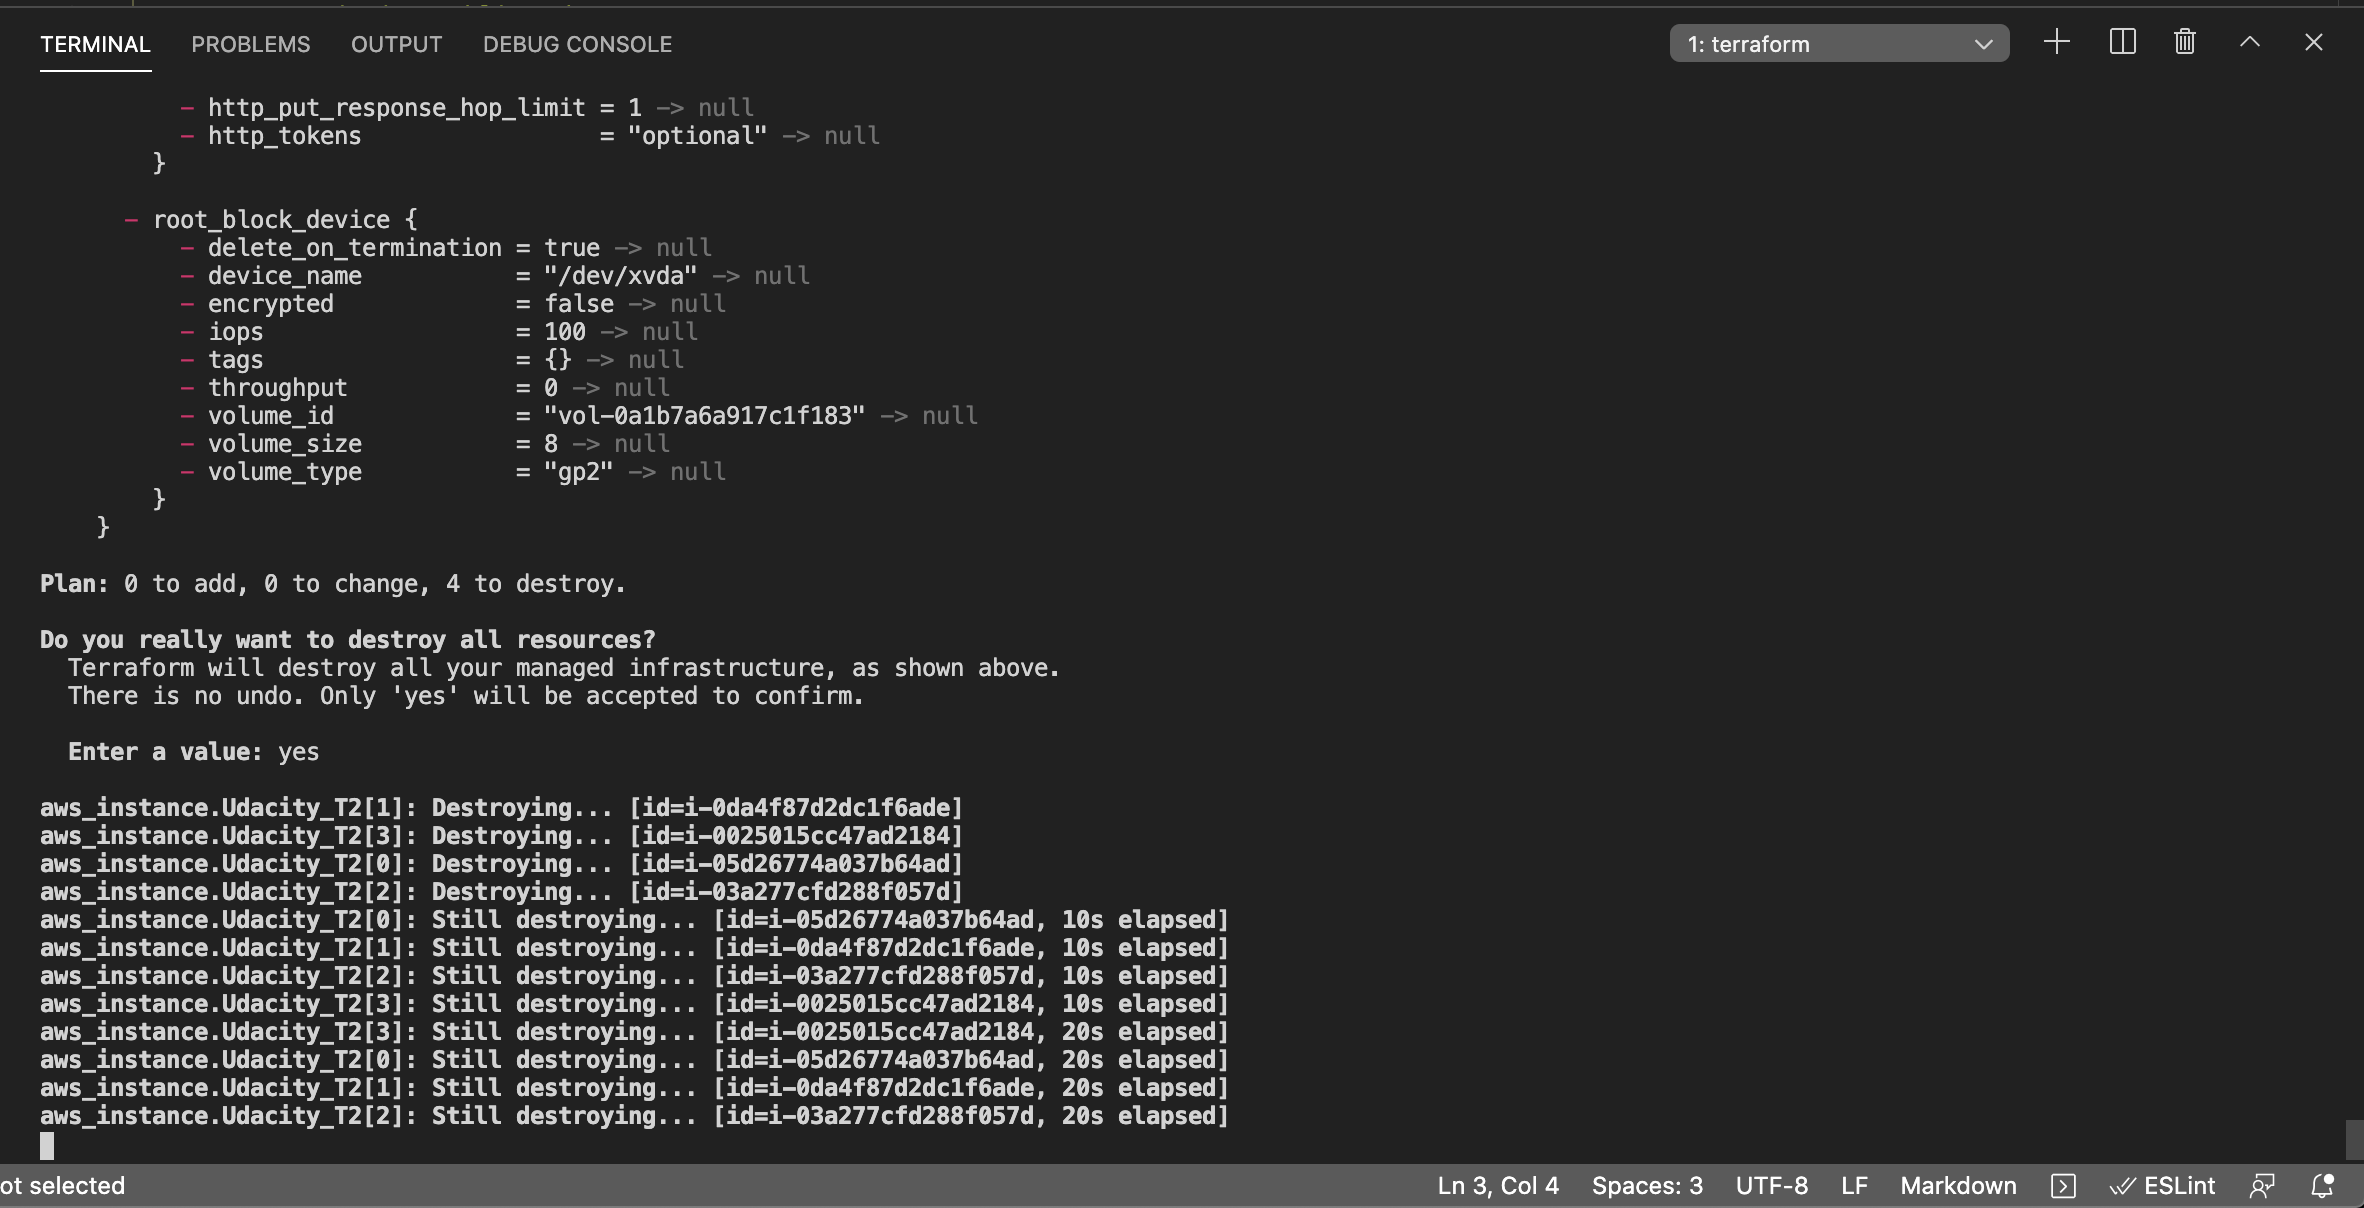 TERMINAL PROBLEMS OUTPUT DEBUG CONSOLE 1: terraform
- http_put_response_hop_limit = 1 -> null
- http_tokens = "optional" -> null
}
- root_block_device {
- delete_on_termination = true -> null
- device_name = "/dev/xvda" -> null
- encrypted = false -> null
- iops = 100 -> null
- tags = {} -> null
- throughput = 0 -> null
- volume_id = "vol-0a1b7a6a917c1f183" -> null
- volume_size = 8 -> null
- volume_type = "gp2" -> null
}
}
Plan: 0 to add, 0 to change, 4 to destroy.
Do you really want to destroy all resources?
Terraform will destroy all your managed infrastructure, as shown above.
There is no undo. Only 'yes' will be accepted to confirm.
Enter a value: yes
aws_instance.Udacity_T2[1]: Destroying... [id=i-0da4f87d2dc1f6ade]
aws_instance.Udacity_T2[3]: Destroying... [id=i-0025015cc47ad2184]
aws_instance.Udacity_T2[0]: Destroying... [id=i-05d26774a037b64ad]
aws_instance.Udacity_T2[2]: Destroying... [id=i-03a277cfd288f057d]
aws_instance.Udacity_T2[0]: Still destroying... [id=i-05d26774a037b64ad, 10s elapsed]
aws_instance.Udacity_T2[1]: Still destroying... [id=i-0da4f87d2dc1f6ade, 10s elapsed]
aws_instance.Udacity_T2[2]: Still destroying... [id=i-03a277cfd288f057d, 10s elapsed]
aws_instance.Udacity_T2[3]: Still destroying... [id=i-0025015cc47ad2184, 10s elapsed]
aws_instance.Udacity_T2[3]: Still destroying... [id=i-0025015cc47ad2184, 20s elapsed]
aws_instance.Udacity_T2[0]: Still destroying... [id=i-05d26774a037b64ad, 20s elapsed]
aws_instance.Udacity_T2[1]: Still destroying... [id=i-0da4f87d2dc1f6ade, 20s elapsed]
aws_instance.Udacity_T2[2]: Still destroying... [id=i-03a277cfd288f057d, 20s elapsed]
ot selected Ln 3, Col 4 Spaces: 3 UTF-8 LF Markdown ESLint